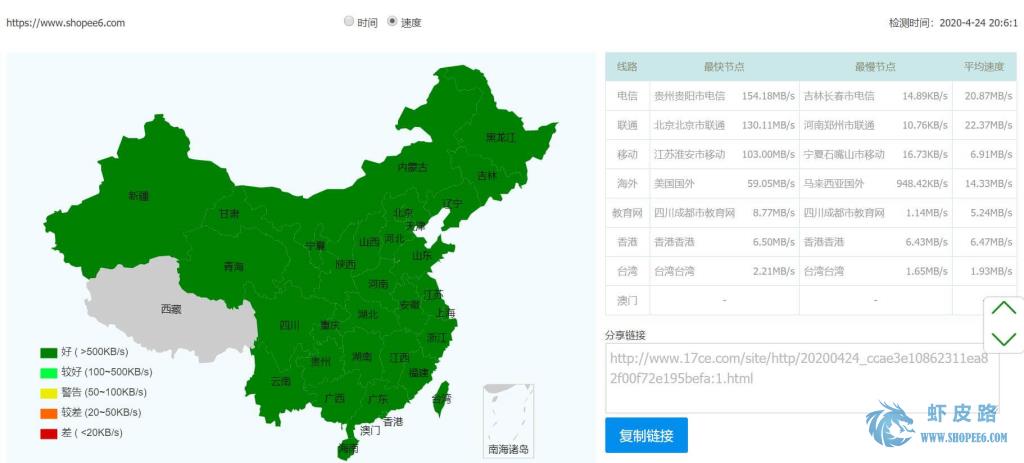 https://www.shopee6.com
时间 速度
检测时间：2020-4-24 20:6:1
黑龙江
内蒙古
吉林
新疆
辽宁
甘肃
北京
天津
宁夏
山西
河北
山东
青海
陕西
河南
江苏
西藏
安徽
上海
湖北
四川
重庆
浙江
湖南
江西
贵州
福建
云南
广西
广东
台湾
香港
澳门
海南
南海诸岛
好 ( >500KB/s)
较好 (100~500KB/s)
警告 (50~100KB/s)
较差 (20~50KB/s)
差 ( <20KB/s)
线路 最快节点 最慢节点 平均速度
电信 贵州贵阳市电信 154.18MB/s 吉林长春市电信 14.89KB/s 20.87MB/s
联通 北京北京市联通 130.11MB/s 河南郑州市联通 10.76KB/s 22.37MB/s
移动 江苏淮安市移动 103.00MB/s 宁夏石嘴山市移动 16.73KB/s 6.91MB/s
海外 美国国外 59.05MB/s 马来西亚国外 948.42KB/s 14.33MB/s
教育网 四川成都市教育网 8.77MB/s 四川成都市教育网 1.14MB/s 5.24MB/s
香港 香港香港 6.50MB/s 香港香港 6.43MB/s 6.47MB/s
台湾 台湾台湾 2.21MB/s 台湾台湾 1.65MB/s 1.93MB/s
澳门 - -
分享链接
http://www.17ce.com/site/http/20200424_ccae3e10862311ea8
82f00f72e195befa:1.html
复制链接
虾皮路
WWW.SHOPEE6.COM